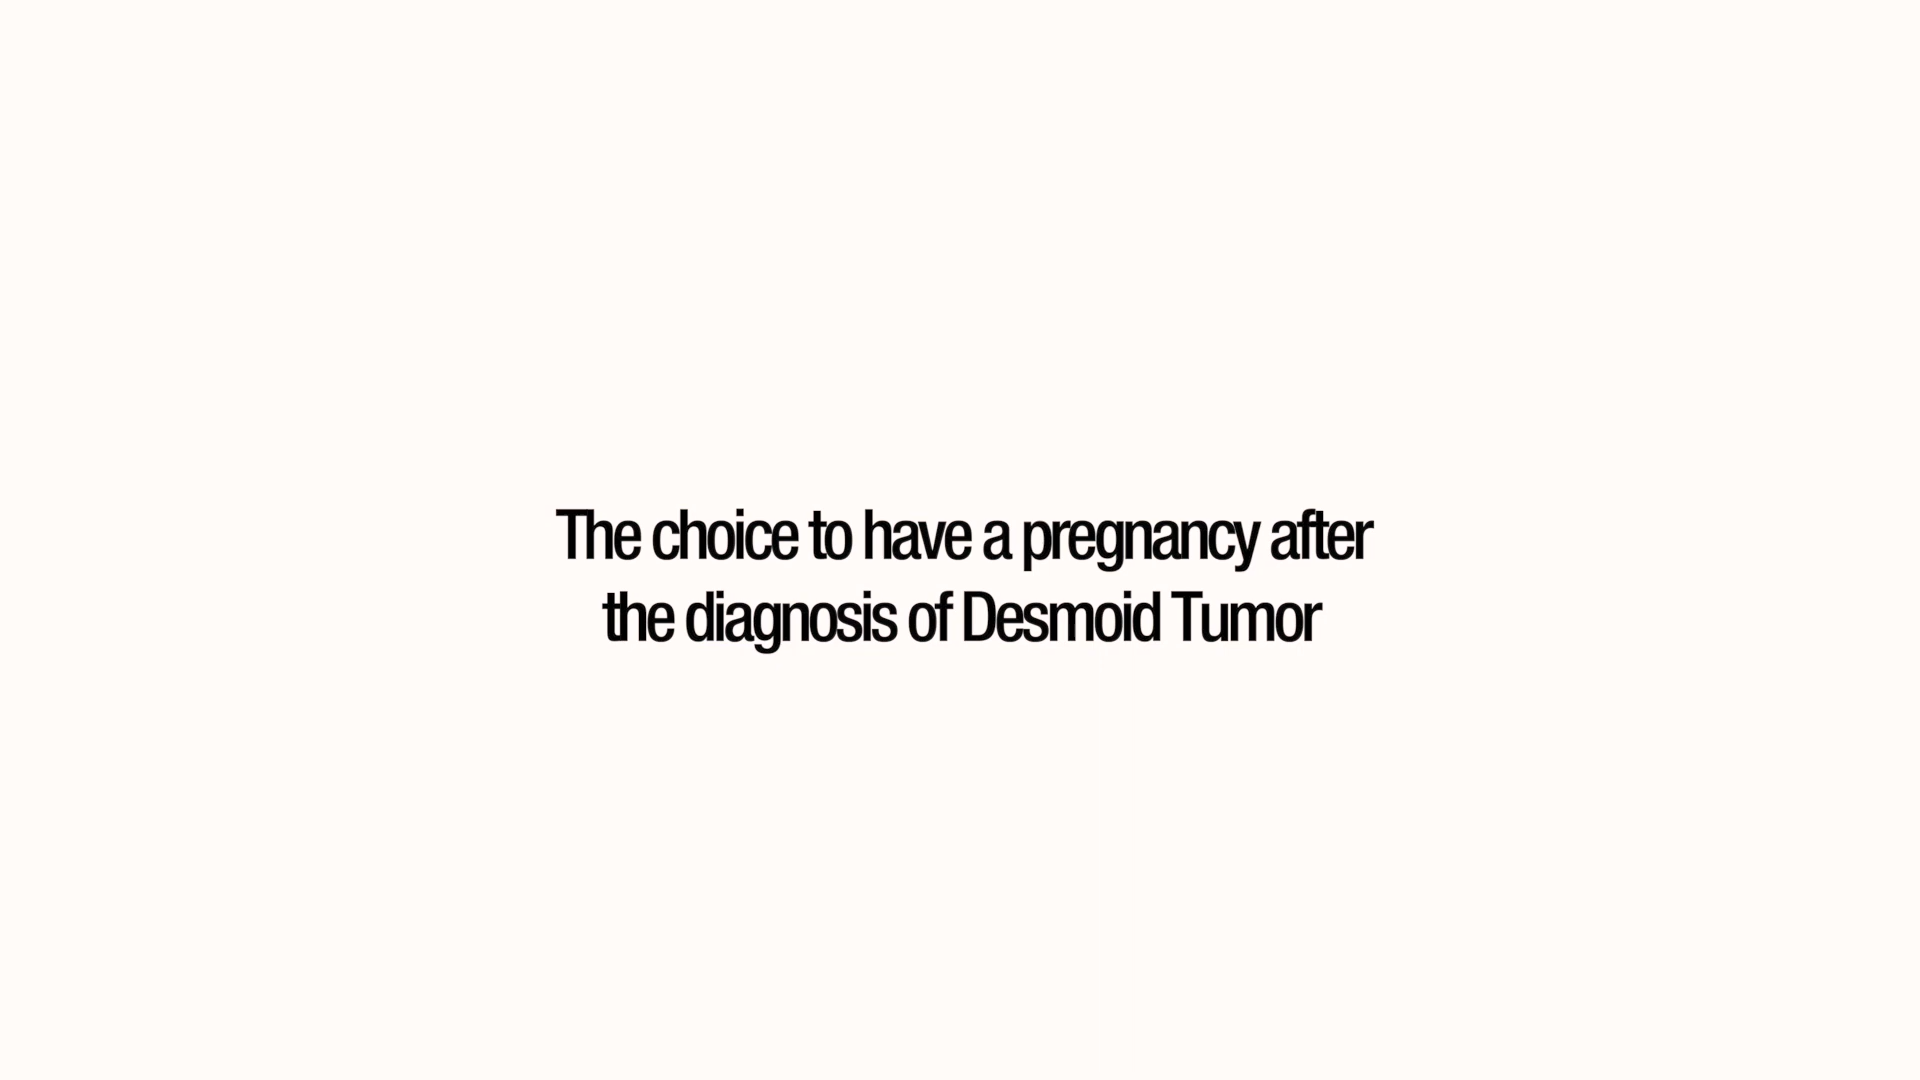 The choice to have a pregnancy after
the diagnosis of Desmoid Tumor